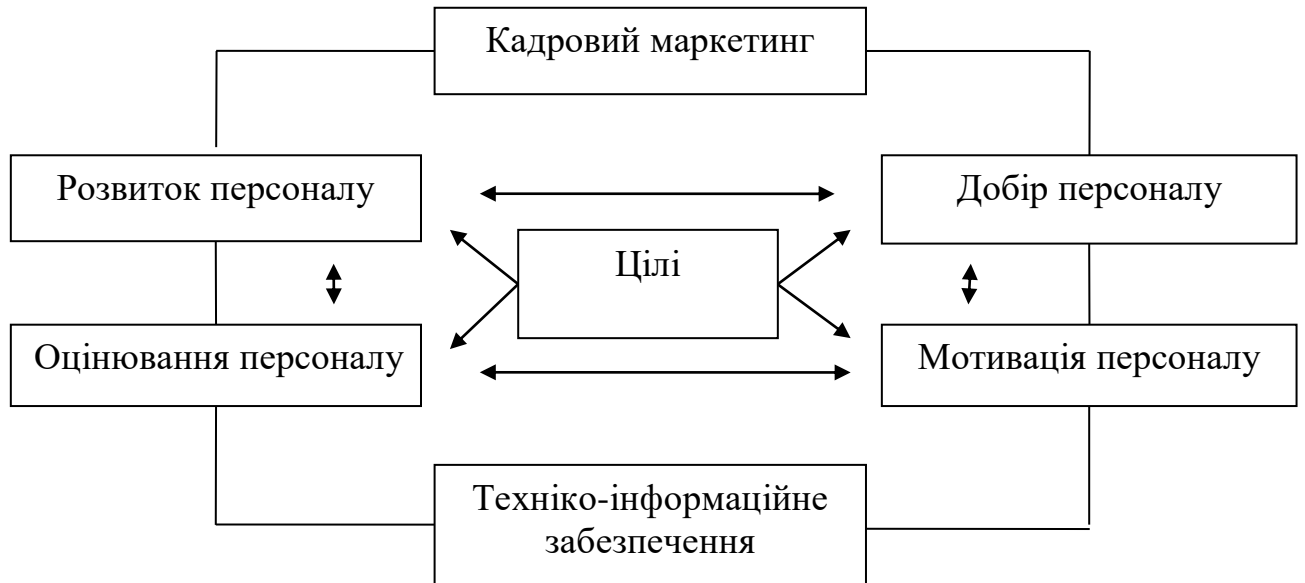 Кадровий маркетинг
Розвиток персоналу
Добір персоналу
Цілі
Оцінювання персоналу
Мотивація персоналу
Техніко-інформаційне
забезпечення